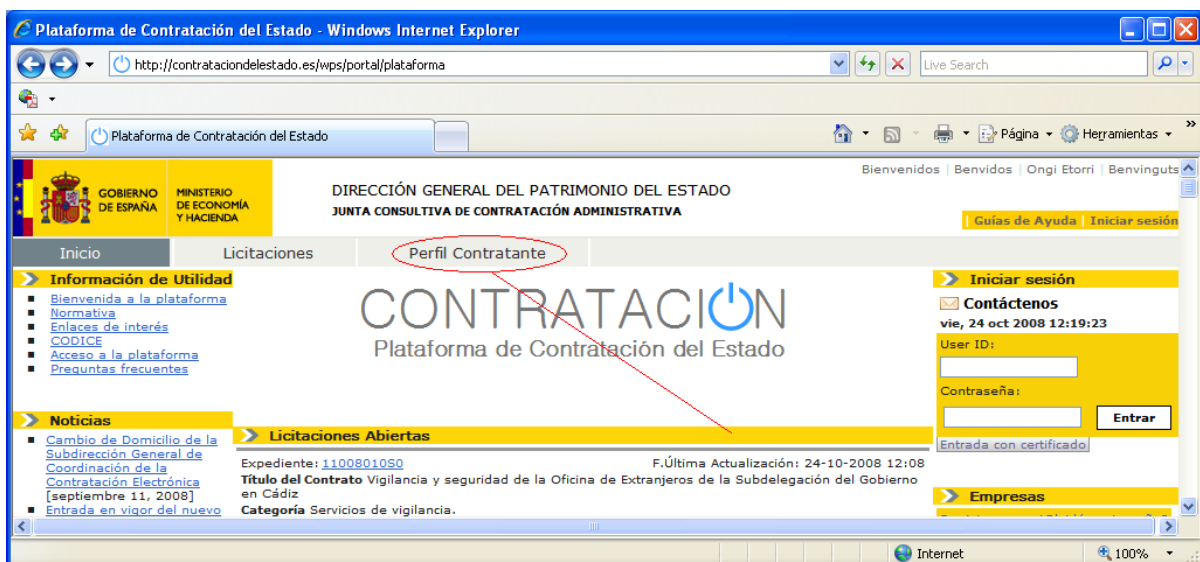 Plataforma de Contratación del Estado - Windows Internet Explorer
http://contrataciondelestado.es/wps/portal/plataforma
Live Search
Plataforma de Contratación del Estado
Página
Herramientas
»
Bienvenidos | Benvidos | Ongi Etorri | Benvinguts
GOBIERNO
DE ESPAÑA
MINISTERIO
DE ECONOMÍA
Y HACIENDA
DIRECCIÓN GENERAL DEL PATRIMONIO DEL ESTADO
JUNTA CONSULTIVA DE CONTRATACIÓN ADMINISTRATIVA
| Guías de Ayuda | Iniciar sesión
Inicio
Licitaciones
Perfil Contratante
Información de Utilidad
Bienvenida a la plataforma
Normativa
Enlaces de interés
CODICE
Acceso a la plataforma
Preguntas frecuentes
CONTRATACIÓN
Plataforma de Contratación del Estado
Iniciar sesión
Contáctenos
vie, 24 oct 2008 12:19:23
User ID:
Contraseña:
Entrar
Entrada con certificado
Noticias
Cambio de Domicilio de la
Subdirección General de
Coordinación de la
Contratación Electrónica
[septiembre 11, 2008]
Entrada en vigor del nuevo
Licitaciones Abiertas
Expediente: 11008010S0
F.Última Actualización: 24-10-2008 12:08
Título del Contrato Vigilancia y seguridad de la Oficina de Extranjeros de la Subdelegación del Gobierno
en Cádiz
Categoría Servicios de vigilancia.
Empresas
Internet
100%